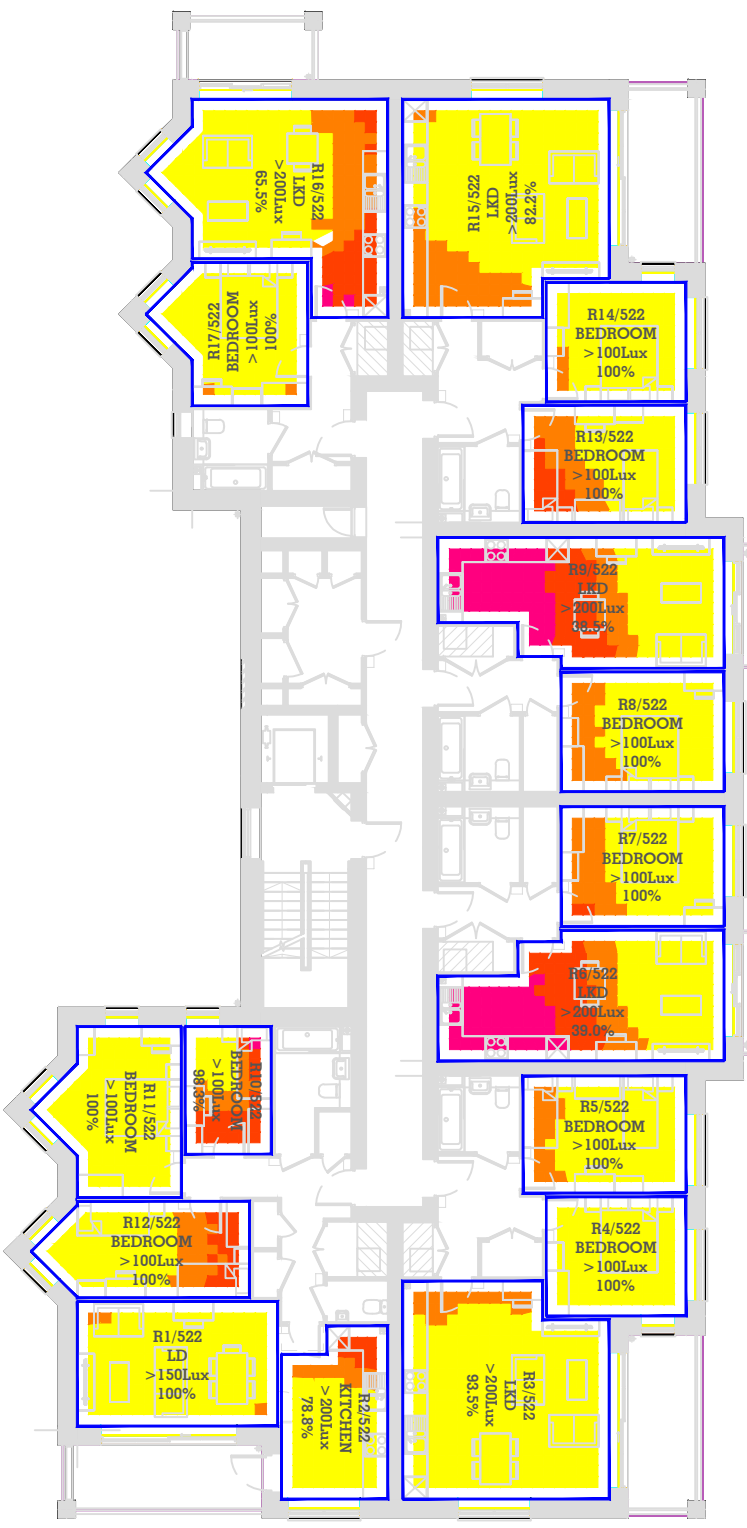 R16/522
LKD
>200Lux
65.5%
R15/522
LKD
>200Lux
82.2%
R17/522
BEDROOM
>100Lux
100%
R14/522
BEDROOM
>100Lux
100%
R13/522
BEDROOM
>100Lux
100%
R9/522
LKD
>200Lux
38.5%
R8/522
BEDROOM
>100Lux
100%
R7/522
BEDROOM
>100Lux
100%
R6/522
LKD
>200Lux
39.0%
R11/522
BEDROOM
>100Lux
100%
R10/522
BEDROOM
>100Lux
98.3%
R5/522
BEDROOM
>100Lux
100%
R12/522
BEDROOM
>100Lux
100%
R4/522
BEDROOM
>100Lux
100%
R1/522
LD
>150Lux
100%
R2/522
KITCHEN
>200Lux
78.8%
R3/522
LKD
>200Lux
93.5%